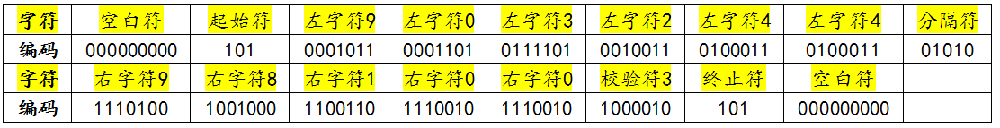 字符 空白符 起始符 左字符9 左字符0 左字符3 左字符2 左字符4 左字符4 分隔符
编码 000000000 101 0001011 0001101 0111101 0010011 0100011 0100011 01010
字符 右字符9 右字符8 右字符1 右字符0 右字符0 校验符3 终止符 空白符
编码 1110100 1001000 1100110 1110010 1110010 1000010 101 000000000